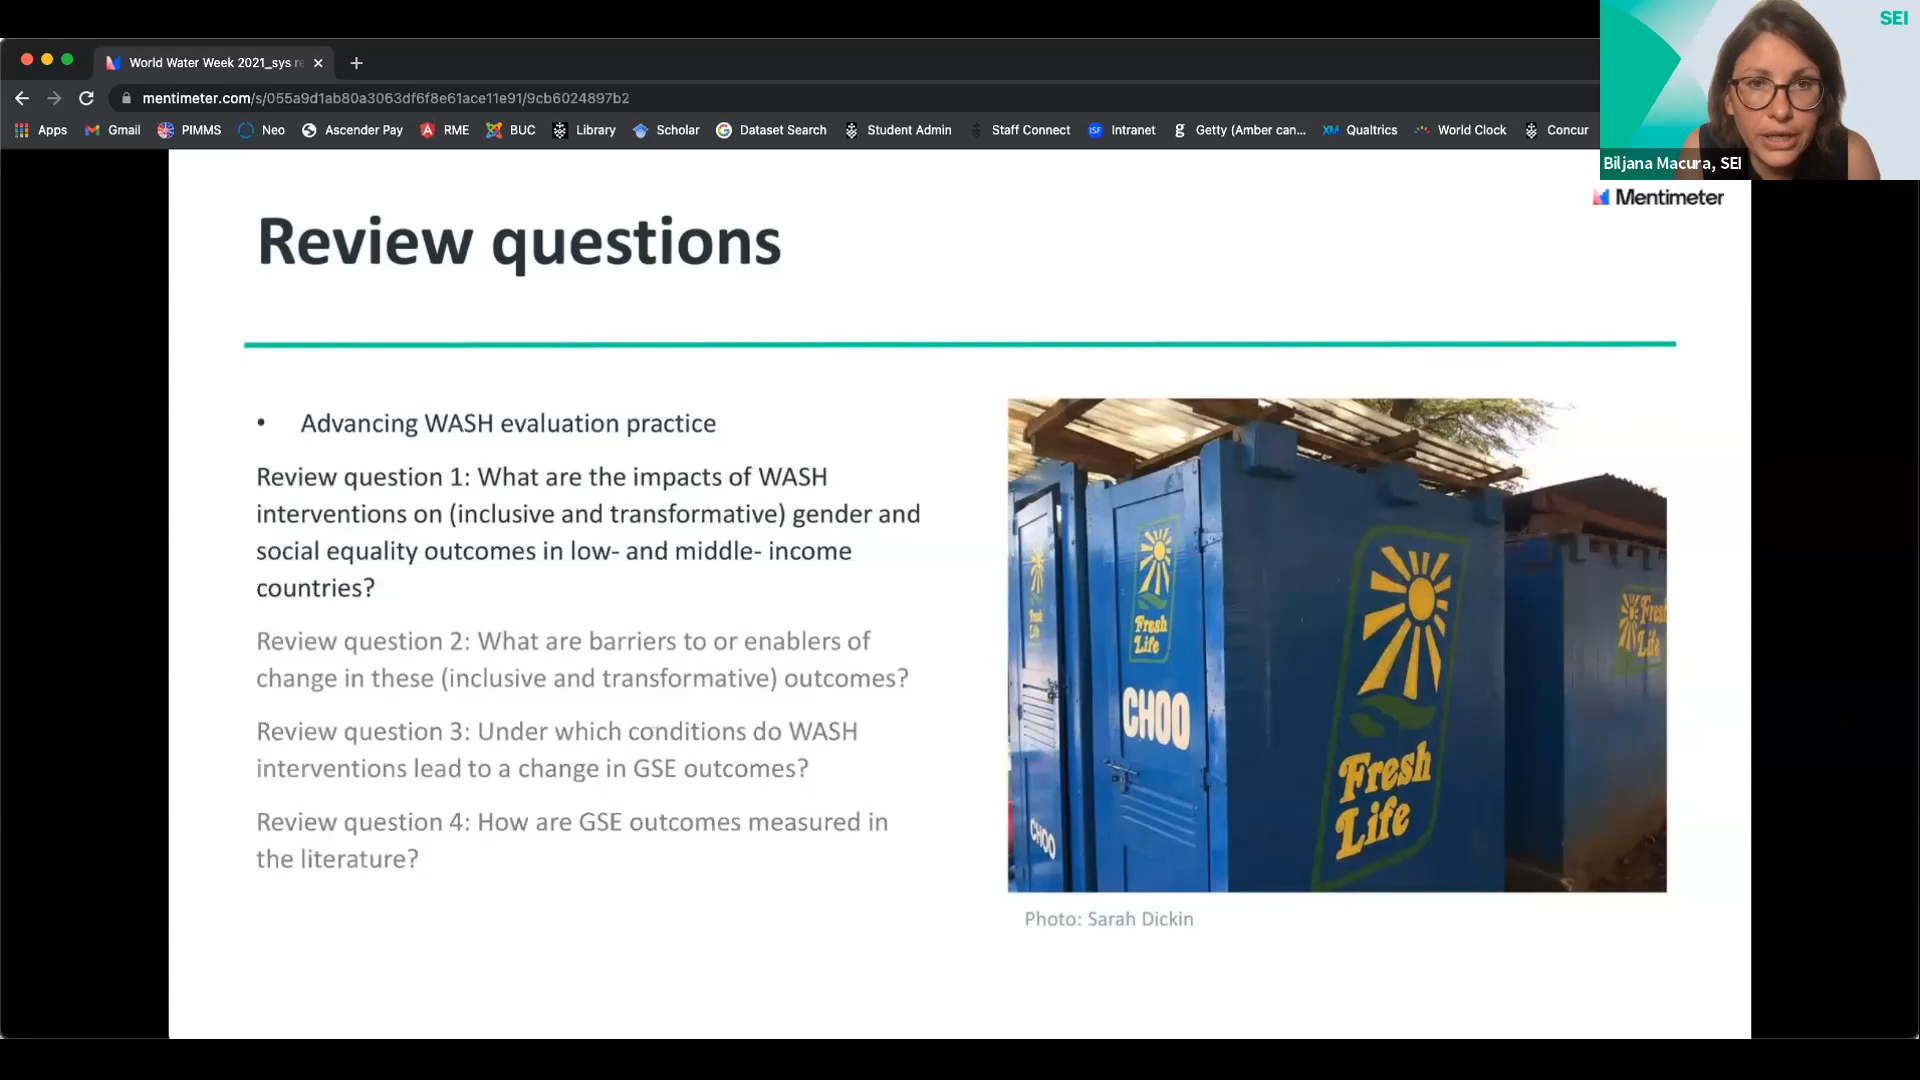 SEI
World Water Week 2021_sys re
mentimeter.com/s/055a9d1ab80a3063df6f8e61ace11e91/9cb6024897b2
Apps Gmail PIMMS Neo Ascender Pay RME BUC Library Scholar Dataset Search Student Admin Staff Connect Intranet Getty (Amber can... Qualtrics World Clock Concur
Biljana Macura, SEI
Mentimeter
Review questions
• Advancing WASH evaluation practice
Review question 1: What are the impacts of WASH
interventions on (inclusive and transformative) gender and
social equality outcomes in low- and middle- income
countries?
Review question 2: What are barriers to or enablers of
change in these (inclusive and transformative) outcomes?
Review question 3: Under which conditions do WASH
interventions lead to a change in GSE outcomes?
Review question 4: How are GSE outcomes measured in
the literature?
Fresh
Life
CHOO
Fresh
Life
CHOO
Fresh
Life
Fresh
Life
Photo: Sarah Dickin